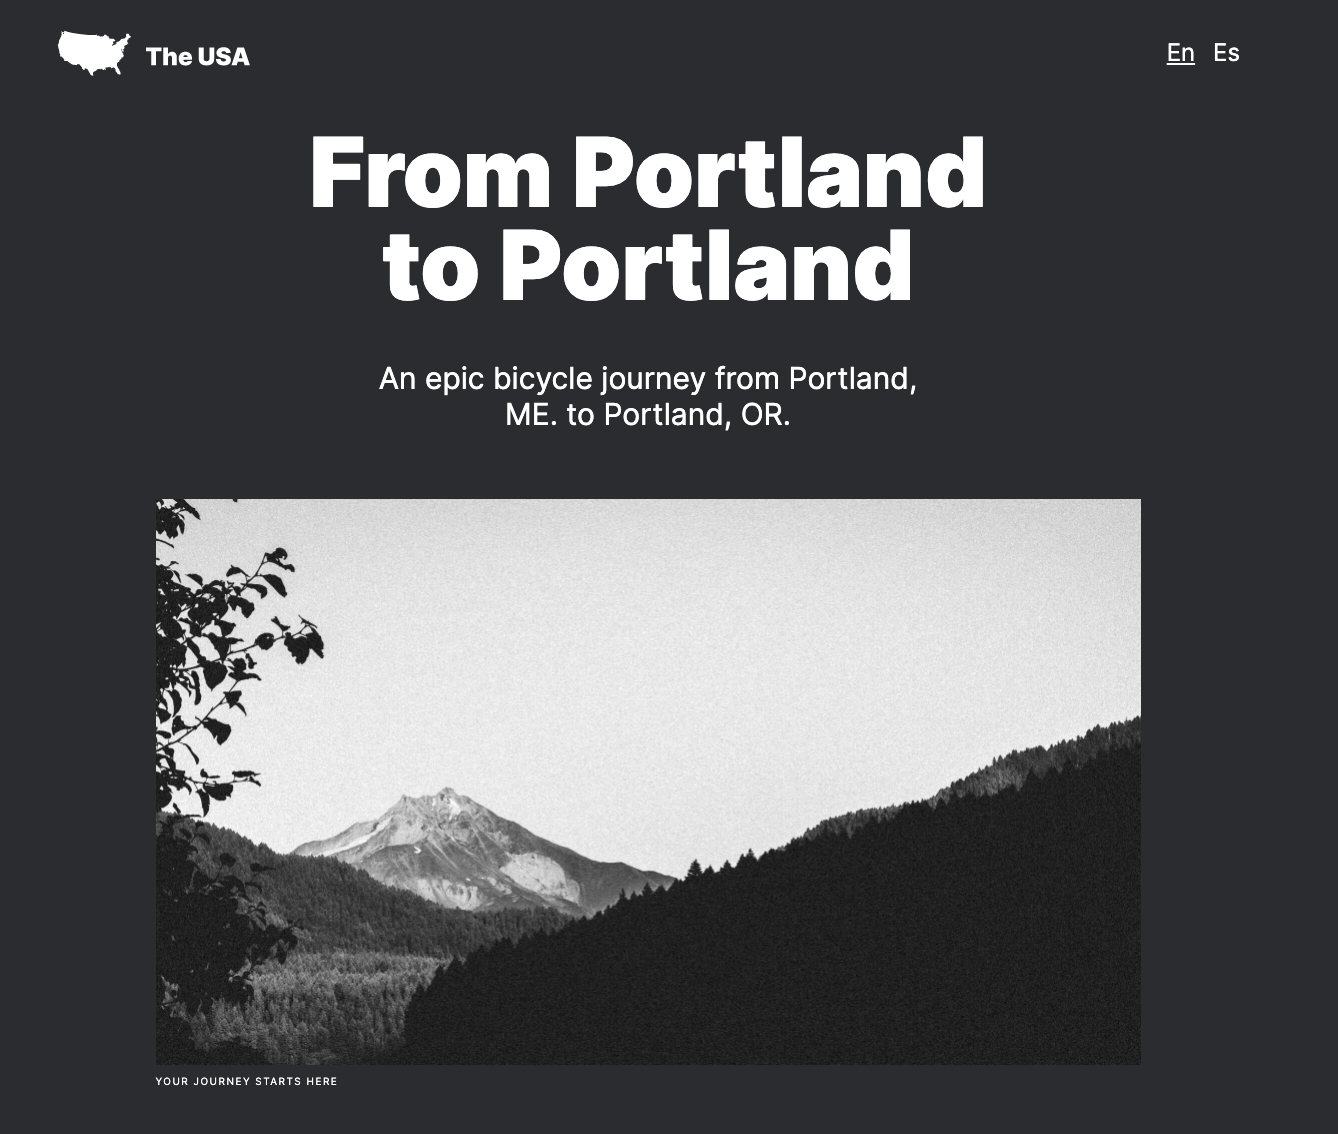 The USA
En Es
From Portland
to Portland
An epic bicycle journey from Portland,
ME. to Portland, OR.
YOUR JOURNEY STARTS HERE